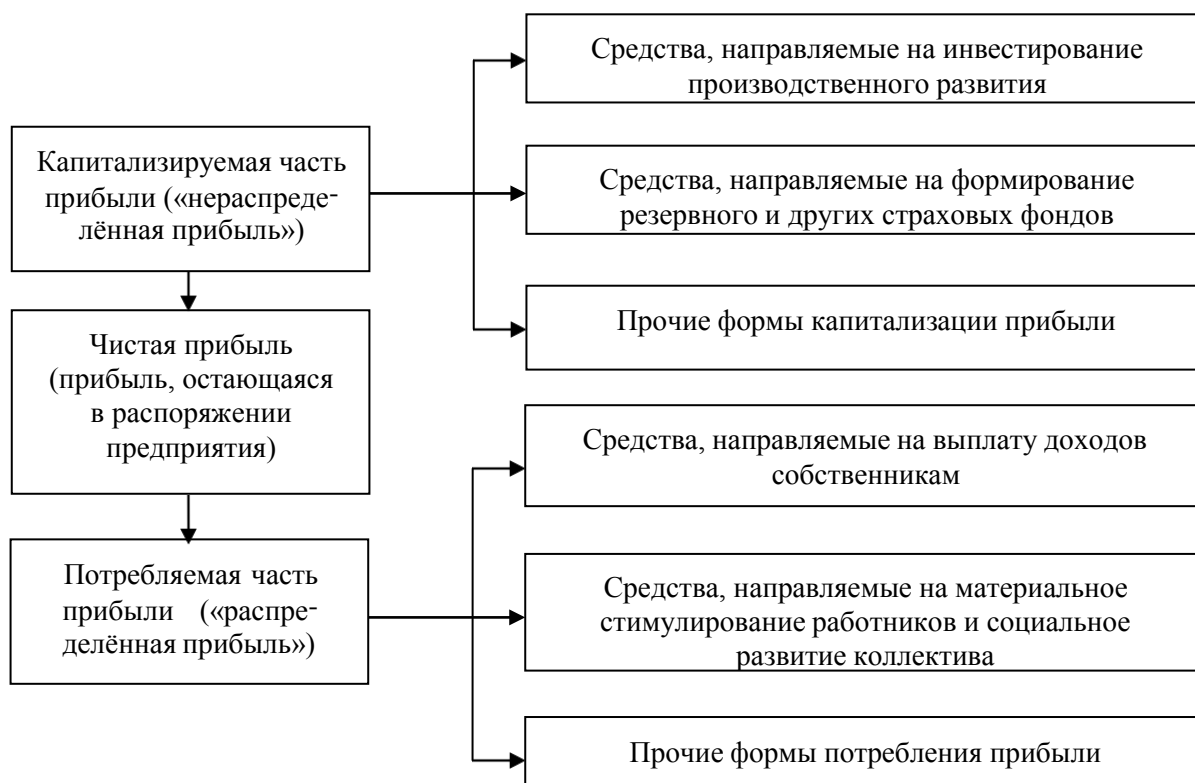 Средства, направляемые на инвестирование
производственного развития
Капитализируемая часть
прибыли («нераспреде-
лённая прибыль»)
Средства, направляемые на формирование
резервного и других страховых фондов
Прочие формы капитализации прибыли
Чистая прибыль
(прибыль, остающаяся
в распоряжении
предприятия)
Средства, направляемые на выплату доходов
собственникам
Потребляемая часть
прибыли («распре-
делённая прибыль»)
Средства, направляемые на материальное
стимулирование работников и социальное
развитие коллектива
Прочие формы потребления прибыли